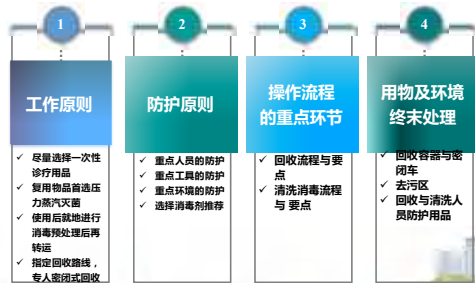 1
工作原则
✓ 尽量选择一次性
诊疗用品
✓ 复用物品首选压
力蒸汽灭菌
✓ 使用后就地进行
消毒预处理后再
转运
✓ 指定回收路线，
专人密闭式回收
2
防护原则
✓ 重点人员的防护
✓ 重点工具的防护
✓ 重点环境的防护
✓ 选择消毒剂推荐
3
操作流程
的重点环节
✓ 回收流程与要
点
✓ 清洗消毒流程
与 要点
4
用物及环境
终末处理
✓ 回收容器与密
闭车
✓ 去污区
✓ 回收与清洗人
员防护用品